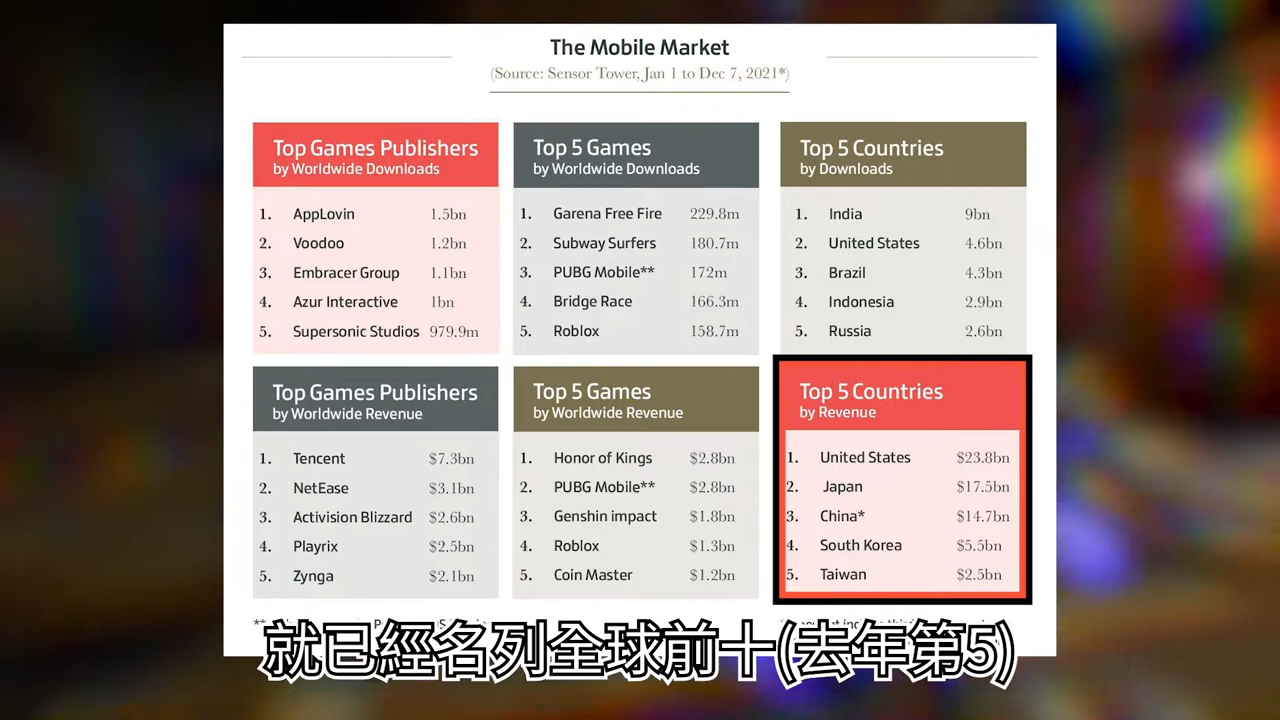 The Mobile Market
(Source: Sensor Tower, Jan 1 to Dec 7, 2021*)
Top Games Publishers
by Worldwide Downloads
1. AppLovin 1.5bn
2. Voodoo 1.2bn
3. Embracer Group 1.1bn
4. Azur Interactive 1bn
5. Supersonic Studios 979.9m
Top 5 Games
by Worldwide Downloads
1. Garena Free Fire 229.8m
2. Subway Surfers 180.7m
3. PUBG Mobile** 172m
4. Bridge Race 166.3m
5. Roblox 158.7m
Top 5 Countries
by Downloads
1. India 9bn
2. United States 4.6bn
3. Brazil 4.3bn
4. Indonesia 2.9bn
5. Russia 2.6bn
Top Games Publishers
by Worldwide Revenue
1. Tencent $7.3bn
2. NetEase $3.1bn
3. Activision Blizzard $2.6bn
4. Playrix $2.5bn
5. Zynga $2.1bn
Top 5 Games
by Worldwide Revenue
1. Honor of Kings $2.8bn
2. PUBG Mobile** $2.8bn
3. Genshin impact $1.8bn
4. Roblox $1.3bn
5. Coin Master $1.2bn
Top 5 Countries
by Revenue
1. United States $23.8bn
2. Japan $17.5bn
3. China* $14.7bn
4. South Korea $5.5bn
5. Taiwan $2.5bn
就已經名列全球前十(去年第5)